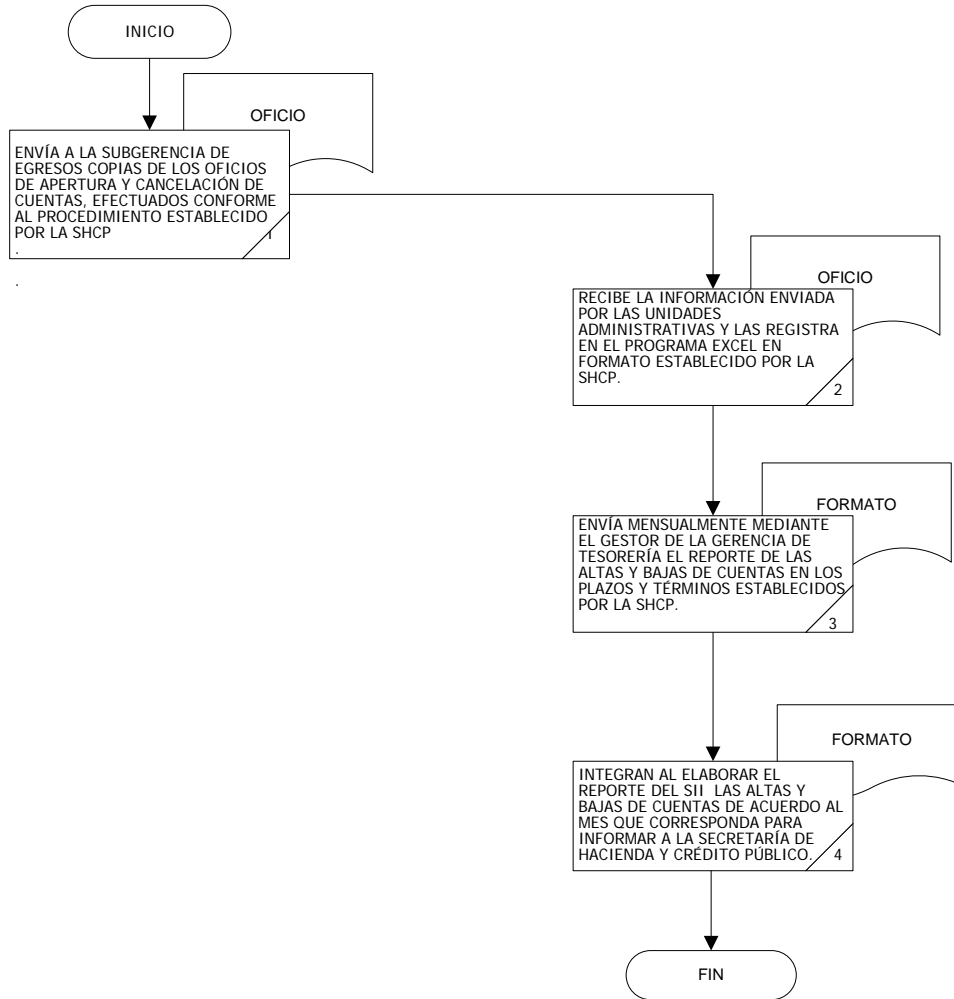 INICIO
OFICIO
ENVÍA A LA SUBGERENCIA DE
EGRESOS COPIAS DE LOS OFICIOS
DE APERTURA Y CANCELACIÓN DE
CUENTAS, EFECTUADOS CONFORME
AL PROCEDIMIENTO ESTABLECIDO
POR LA SHCP
.
.
1
OFICIO
RECIBE LA INFORMACIÓN ENVIADA
POR LAS UNIDADES
ADMINISTRATIVAS Y LAS REGISTRA
EN EL PROGRAMA EXCEL EN
FORMATO ESTABLECIDO POR LA
SHCP.
2
FORMATO
ENVÍA MENSUALMENTE MEDIANTE
EL GESTOR DE LA GERENCIA DE
TESORERÍA EL REPORTE DE LAS
ALTAS Y BAJAS DE CUENTAS EN LOS
PLAZOS Y TÉRMINOS ESTABLECIDOS
POR LA SHCP.
3
FORMATO
INTEGRAN AL ELABORAR EL
REPORTE DEL SII LAS ALTAS Y
BAJAS DE CUENTAS DE ACUERDO AL
MES QUE CORRESPONDA PARA
INFORMAR A LA SECRETARÍA DE
HACIENDA Y CRÉDITO PÚBLICO.
4
FIN